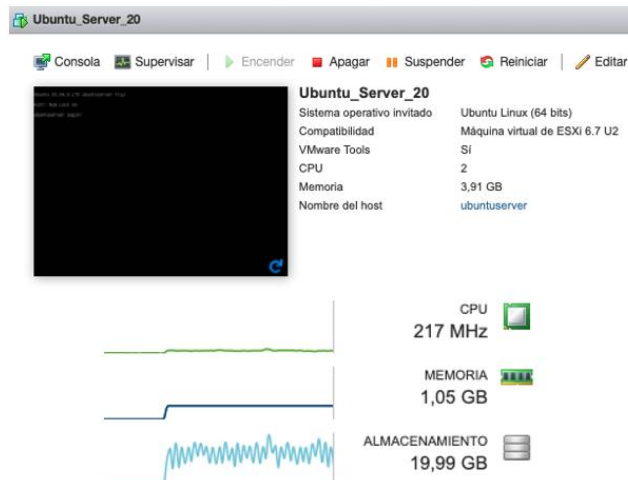 Ubuntu_Server_20
Consola Supervisar Encender Apagar Suspender Reiniciar Editar
Ubuntu_Server_20
Sistema operativo invitado Ubuntu Linux (64 bits)
Compatibilidad Máquina virtual de ESXi 6.7 U2
VMware Tools Sí
CPU 2
Memoria 3,91 GB
Nombre del host ubuntuserver
CPU
217 MHz
MEMORIA
1,05 GB
ALMACENAMIENTO
19,99 GB